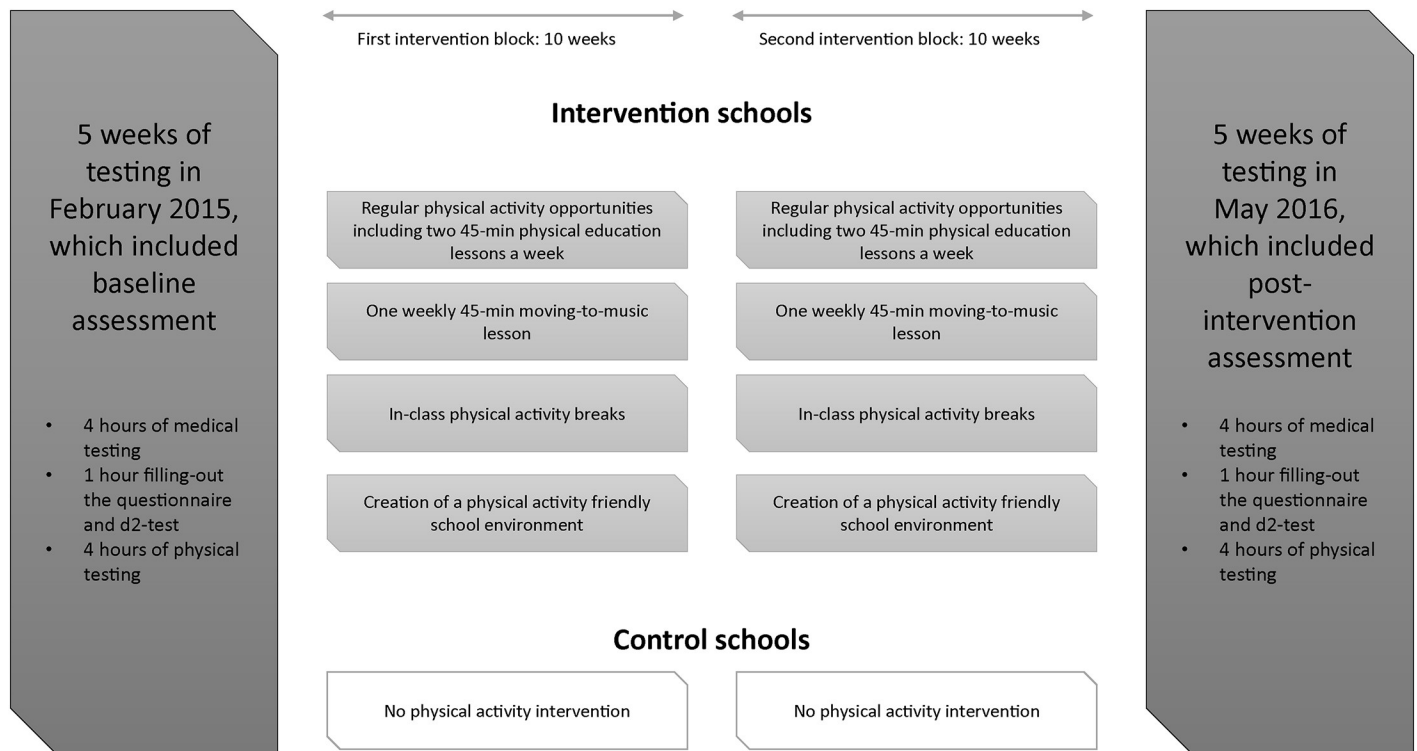 5 weeks of
testing in
February 2015,
which included
baseline
assessment
• 4 hours of medical
testing
• 1 hour filling-out
the questionnaire
and d2-test
• 4 hours of physical
testing
First intervention block: 10 weeks
Second intervention block: 10 weeks
Intervention schools
Regular physical activity opportunities
including two 45-min physical education
lessons a week
Regular physical activity opportunities
including two 45-min physical education
lessons a week
One weekly 45-min moving-to-music
lesson
One weekly 45-min moving-to-music
lesson
In-class physical activity breaks
In-class physical activity breaks
Creation of a physical activity friendly
school environment
Creation of a physical activity friendly
school environment
Control schools
No physical activity intervention
No physical activity intervention
5 weeks of
testing in
May 2016,
which included
post-
intervention
assessment
• 4 hours of medical
testing
• 1 hour filling-out
the questionnaire
and d2-test
• 4 hours of physical
testing